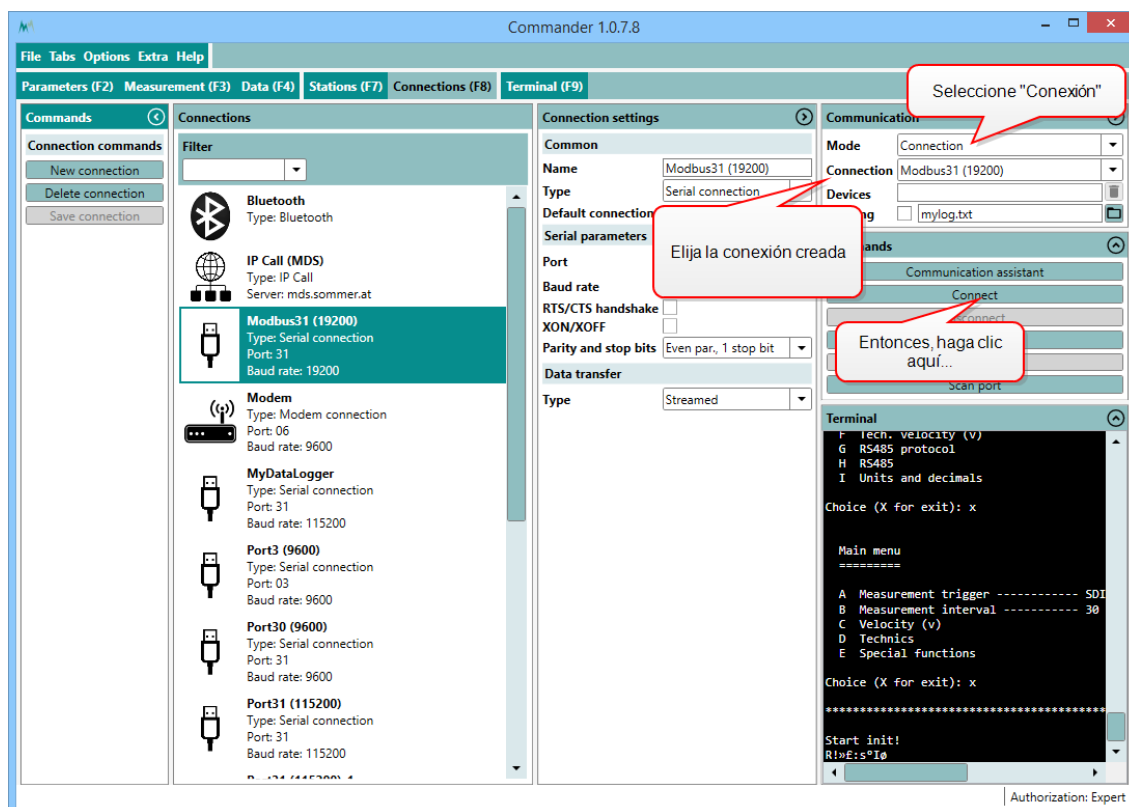 Commander 1.0.7.8
File Tabs Options Extra Help
Parameters (F2) Measurement (F3) Data (F4) Stations (F7) Connections (F8) Terminal (F9)
Commands
Connection commands
New connection
Delete connection
Save connection
Connections
Filter
Bluetooth
Type: Bluetooth
IP Call (MDS)
Type: IP Call
Server: mds.sommer.at
Modbus31 (19200)
Type: Serial connection
Port: 31
Baud rate: 19200
Modem
Type: Modem connection
Port: 06
Baud rate: 9600
MyDataLogger
Type: Serial connection
Port: 31
Baud rate: 115200
Port3 (9600)
Type: Serial connection
Port: 03
Baud rate: 9600
Port30 (9600)
Type: Serial connection
Port: 31
Baud rate: 9600
Port31 (115200)
Type: Serial connection
Port: 31
Baud rate: 115200
Connection settings
Common
Name Modbus31 (19200)
Type Serial connection
Default connection
Serial parameters
Port
Baud rate
RTS/CTS handshake
XON/XOFF
Parity and stop bits Even par., 1 stop bit
Data transfer
Type Streamed
Seleccione "Conexión"
Elija la conexión creada
Entonces, haga clic
aquí...
Communication
Mode Connection
Connection Modbus31 (19200)
Devices
mylog.txt
Communication assistant
Connect
Scan port
Terminal
F Tech. velocity (v)
G RS485 protocol
H RS485
I Units and decimals
Choice (X for exit): x
Main menu
=========
A Measurement trigger ------------ SDI
B Measurement interval ----------- 30
C Velocity (v)
D Technics
E Special functions
Choice (X for exit): x
*****************************************
Start init!
R!»£:s°Iø
Authorization: Expert